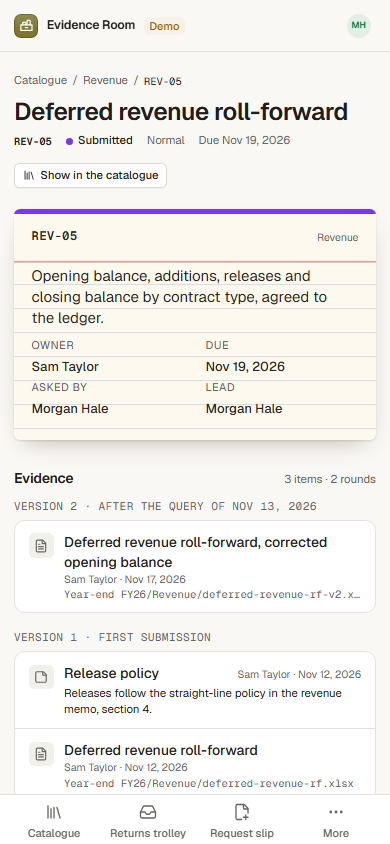 Evidence Room Demo MH
Catalogue / Revenue / REV-05
Deferred revenue roll-forward
REV-05 Submitted Normal Due Nov 19, 2026
Show in the catalogue
REV-05 Revenue
Opening balance, additions, releases and
closing balance by contract type, agreed to
the ledger.
OWNER DUE
Sam Taylor Nov 19, 2026
ASKED BY LEAD
Morgan Hale Morgan Hale
Evidence 3 items · 2 rounds
VERSION 2 · AFTER THE QUERY OF NOV 13, 2026
Deferred revenue roll-forward, corrected
opening balance
Sam Taylor · Nov 17, 2026
Year-end FY26/Revenue/deferred-revenue-rf-v2.x…
VERSION 1 · FIRST SUBMISSION
Release policy Sam Taylor · Nov 12, 2026
Releases follow the straight-line policy in the revenue
memo, section 4.
Deferred revenue roll-forward
Sam Taylor · Nov 12, 2026
Year-end FY26/Revenue/deferred-revenue-rf.xlsx
Catalogue Returns trolley Request slip More